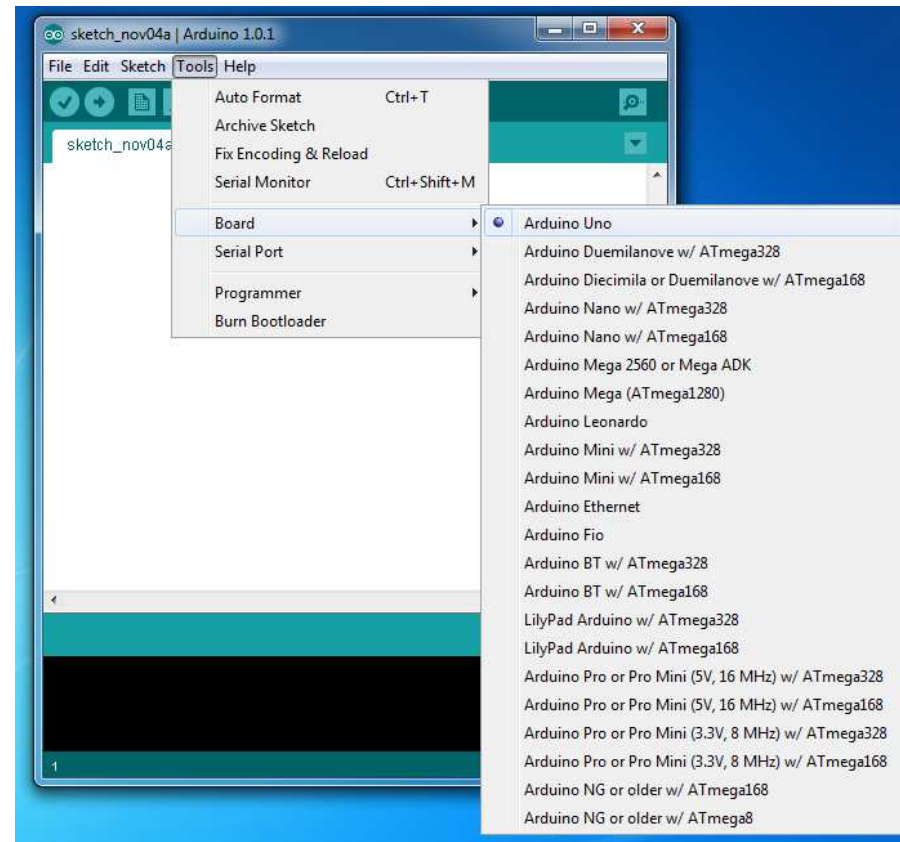 sketch_nov04a | Arduino 1.0.1
File Edit Sketch Tools Help
Auto Format Ctrl+T
Archive Sketch
sketch_nov04a
Fix Encoding & Reload
Serial Monitor Ctrl+Shift+M
Board
Serial Port
Programmer
Burn Bootloader
Arduino Uno
Arduino Duemilanove w/ ATmega328
Arduino Diecimila or Duemilanove w/ ATmega168
Arduino Nano w/ ATmega328
Arduino Nano w/ ATmega168
Arduino Mega 2560 or Mega ADK
Arduino Mega (ATmega1280)
Arduino Leonardo
Arduino Mini w/ ATmega328
Arduino Mini w/ ATmega168
Arduino Ethernet
Arduino Fio
Arduino BT w/ ATmega328
Arduino BT w/ ATmega168
LilyPad Arduino w/ ATmega328
LilyPad Arduino w/ ATmega168
Arduino Pro or Pro Mini (5V, 16 MHz) w/ ATmega328
Arduino Pro or Pro Mini (5V, 16 MHz) w/ ATmega168
Arduino Pro or Pro Mini (3.3V, 8 MHz) w/ ATmega328
Arduino Pro or Pro Mini (3.3V, 8 MHz) w/ ATmega168
Arduino NG or older w/ ATmega168
Arduino NG or older w/ ATmega8
1